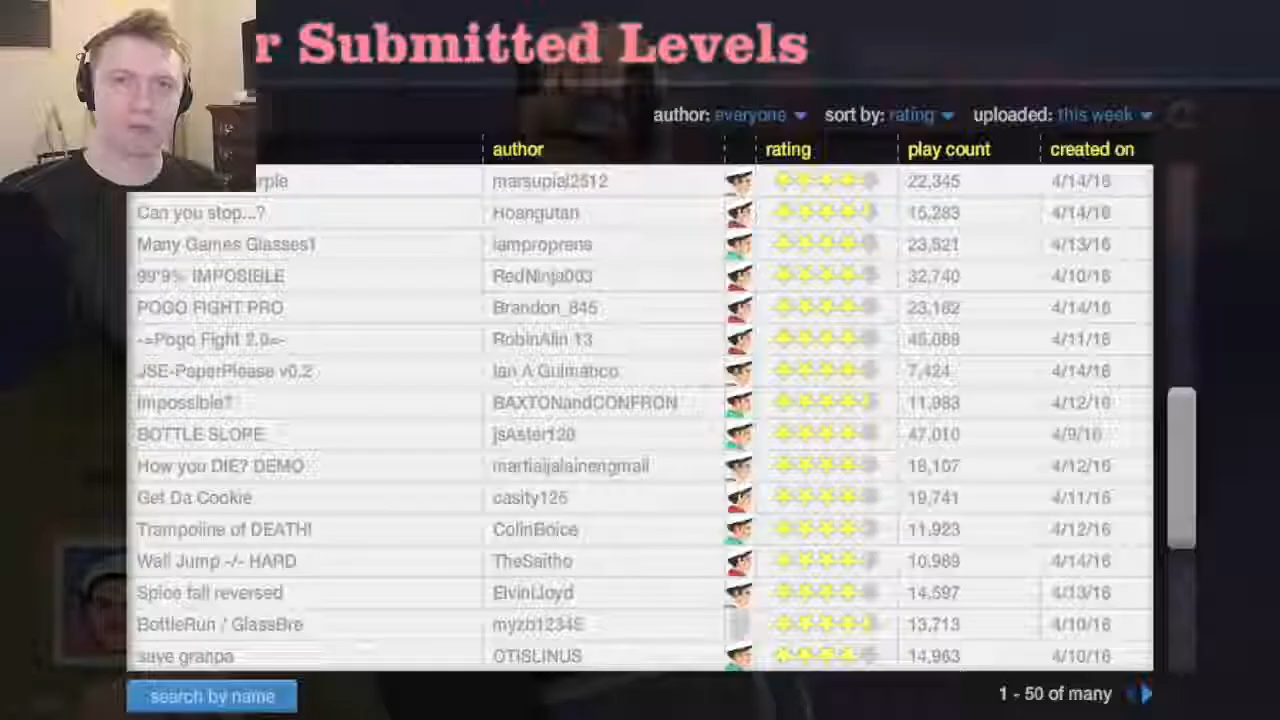 r Submitted Levels
author: everyone sort by: rating uploaded: this week
author rating play count created on
rple marsupial2512 22,345 4/14/16
Can you stop...? Hoangutan 15,283 4/14/16
Many Games Glasses1 iamproprens 23,521 4/13/16
99'9% IMPOSIBLE RedNinja003 32,740 4/10/16
POGO FIGHT PRO Brandon_845 23,162 4/14/16
-=Pogo Fight 2.0=- RobinAlin 13 4/11/16
JSE-PaperPlease v0.2 Ian A Guimatico 7,424 4/14/16
Impossible? BAXTONandCONFRON 11,983 4/12/16
BOTTLE SLOPE jsAster120 47,010 4/9/16
How you DIE? DEMO martialjalainengmail 18,107 4/12/16
Get Da Cookie casity125 19,741 4/11/16
Trampoline of DEATH! ColinBoice 11,923 4/12/16
Wall Jump -/- HARD TheSaitho 10,989 4/14/16
Spice fall reversed ElviniJoyd 14,597 4/13/16
BottleRun / GlassBre myzb12345 13,713 4/10/16
save granpa OTISLINUS 14,963 4/10/16
search by name 1 - 50 of many